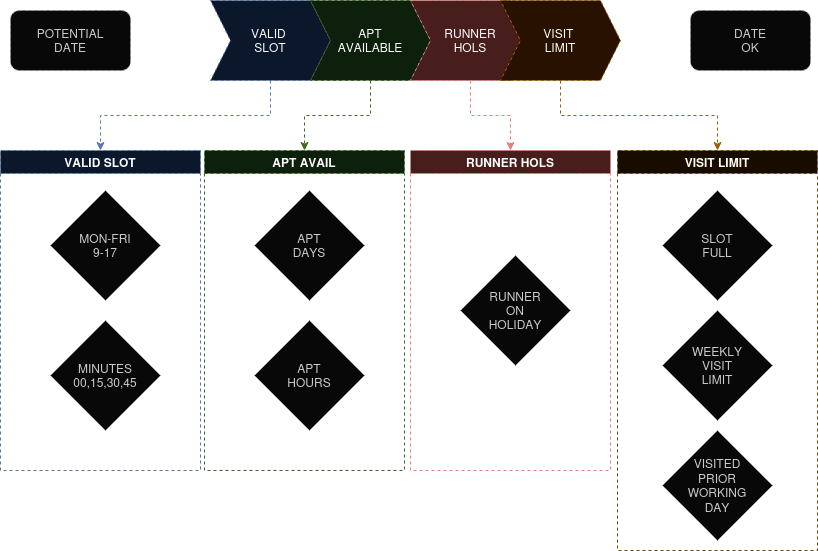 POTENTIAL
DATE
VALID
SLOT
APT
AVAILABLE
RUNNER
HOLS
VISIT
LIMIT
DATE
OK
VALID SLOT
MON-FRI
9-17
MINUTES
00,15,30,45
APT AVAIL
APT
DAYS
APT
HOURS
RUNNER HOLS
RUNNER
ON
HOLIDAY
VISIT LIMIT
SLOT
FULL
WEEKLY
VISIT
LIMIT
VISITED
PRIOR
WORKING
DAY